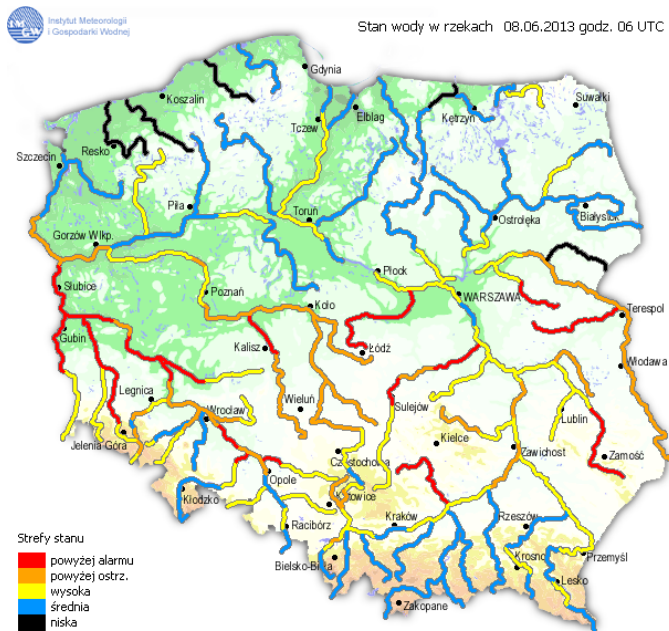 IMGW
Instytut Meteorologii
i Gospodarki Wodnej
Stan wody w rzekach 08.06.2013 godz. 06 UTC
Gdynia
Koszalin
Suwałki
Elbląg
Kętrzyn
Tczew
Resko
Szczecin
Piła
Toruń
Białystok
Ostrołęka
Gorzów Wlkp.
Płock
Słubice
Poznań
Koło
WARSZAWA
Terespol
Gubin
Kalisz
Łódź
Włodawa
Legnica
Wieluń
Wrocław
Sulejów
Lublin
Jelenia Góra
Kielce
Zawichost
Zamość
Częstochowa
Opole
Kłodzko
Katowice
Racibórz
Kraków
Rzeszów
Strefy stanu
Bielsko-Biała
Krosno
Przemyśl
powyżej alarmu
Lesko
powyżej ostrz.
wysoka
Zakopane
średnia
niska